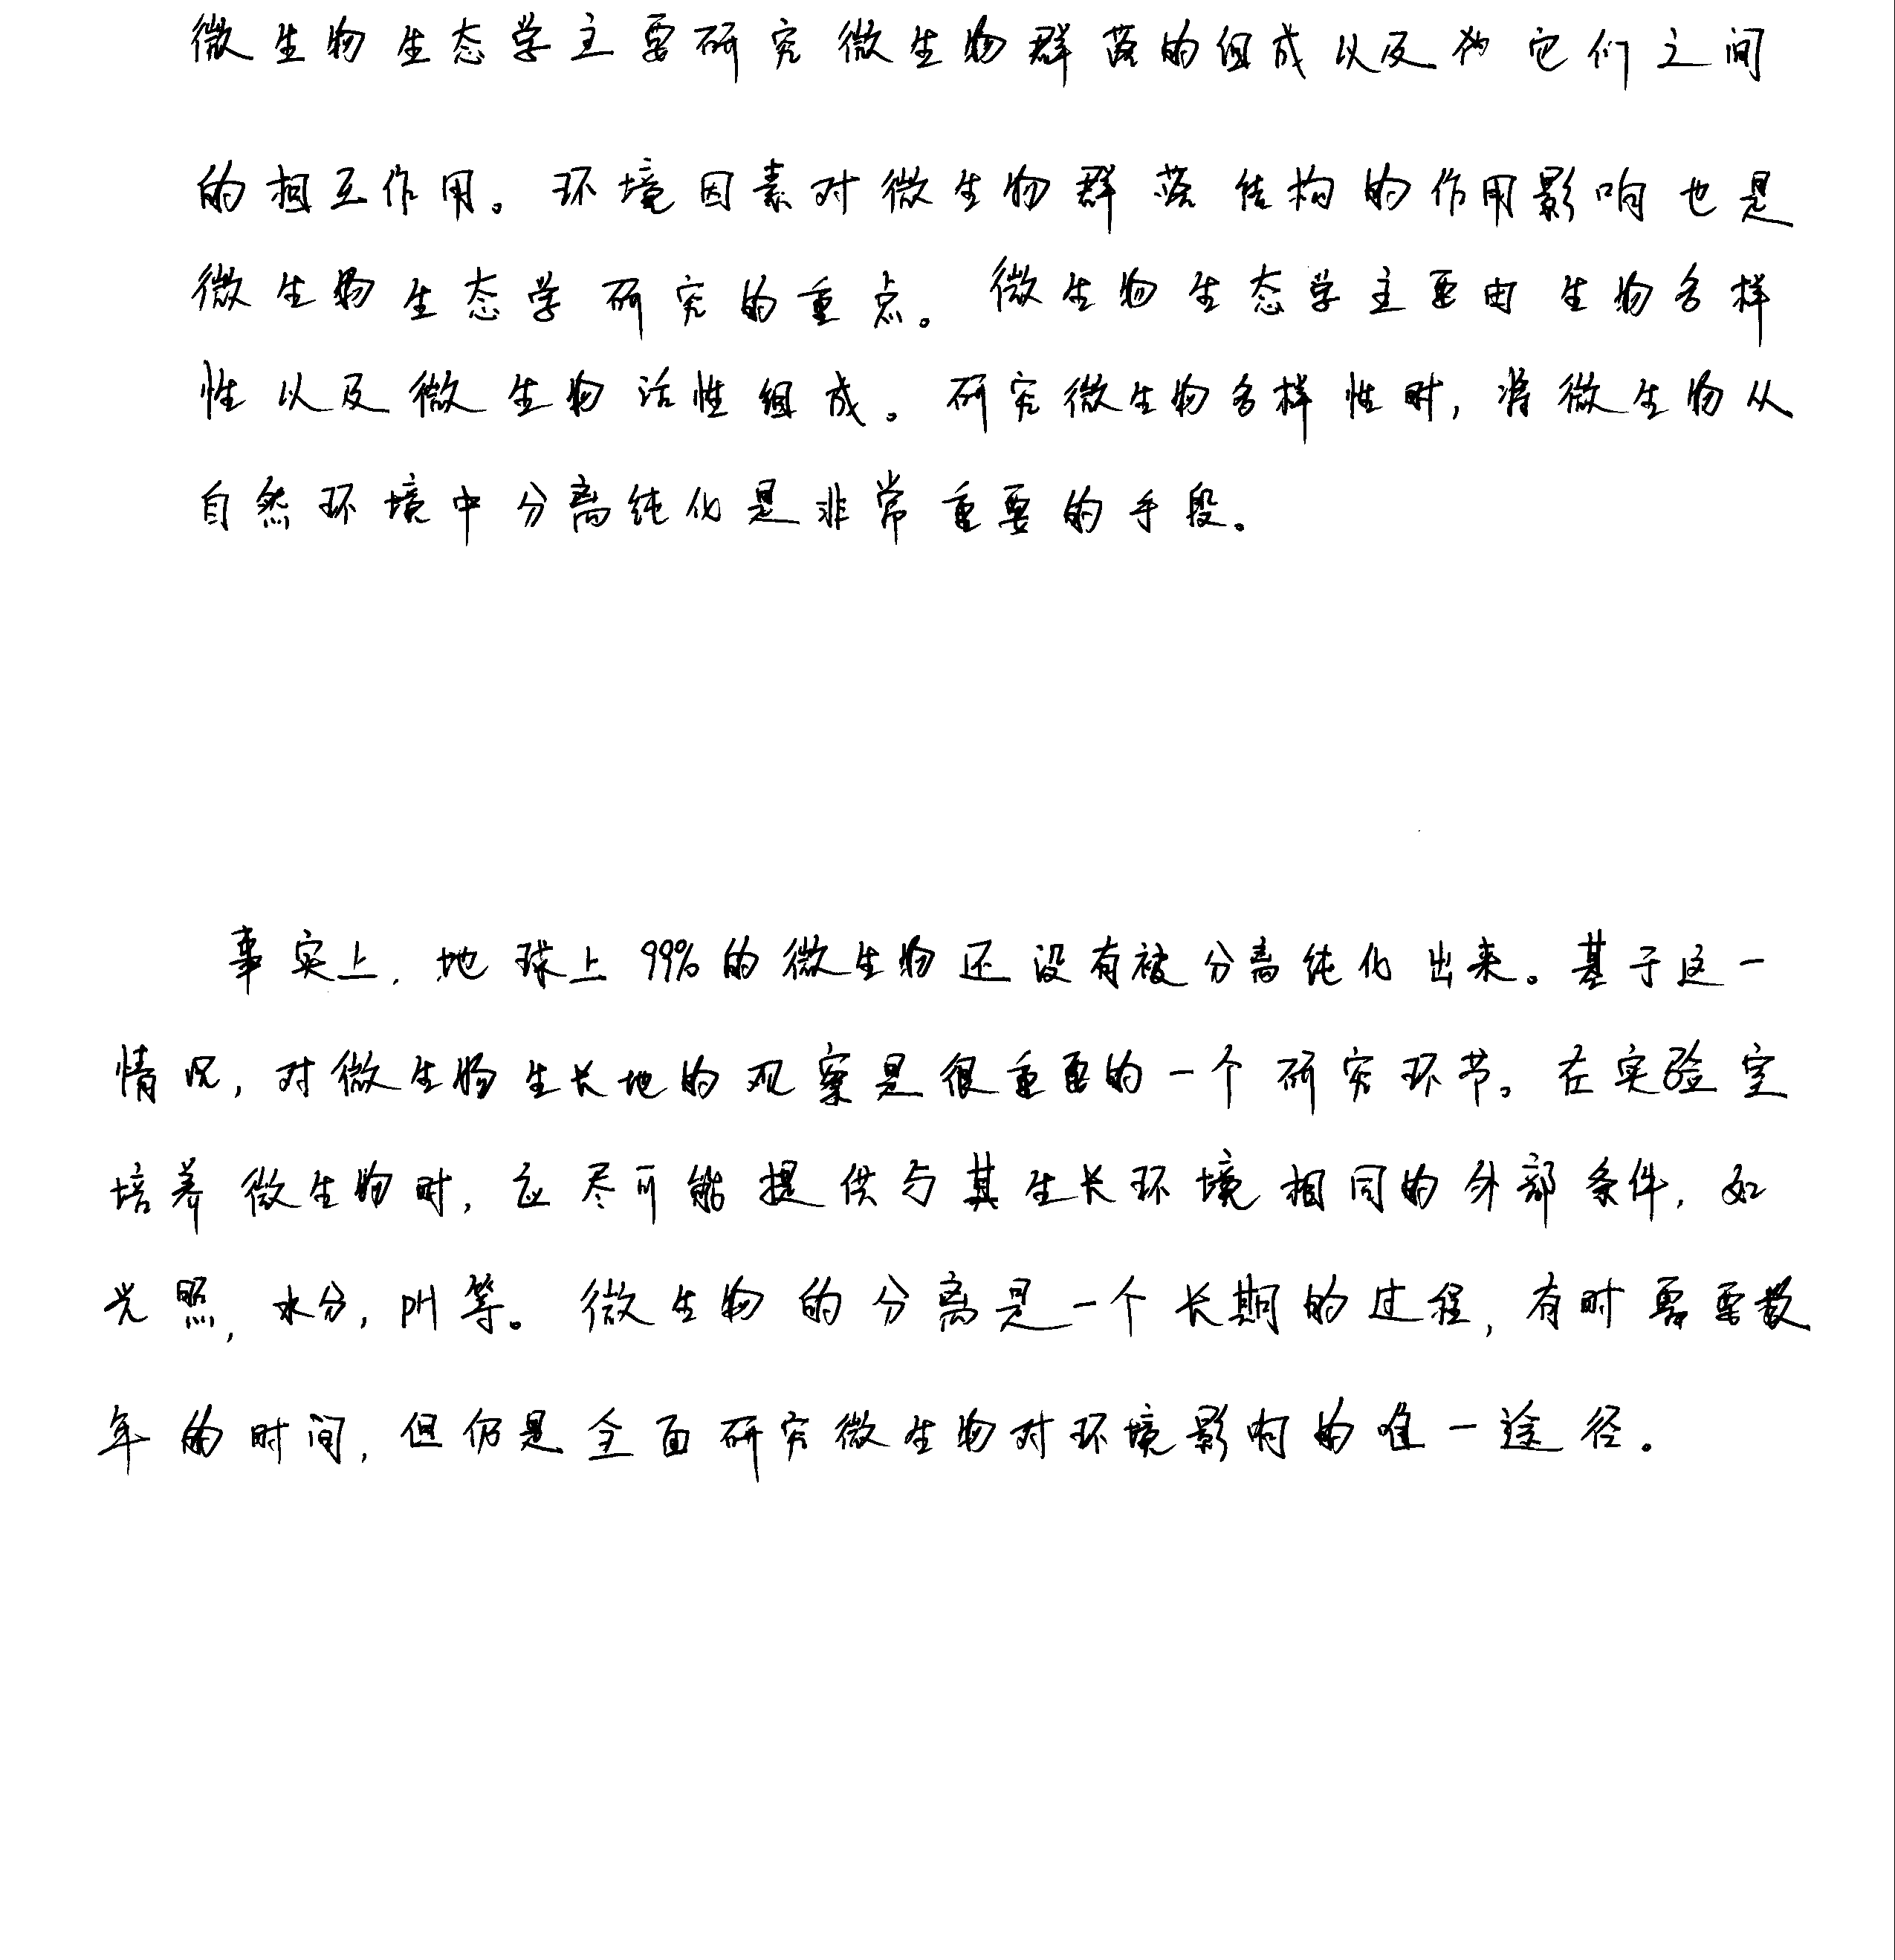 微生物生态学主要研究微生物群落的组成以及它们之间
的相互作用。环境因素对微生物群落结构的作用影响也是
微生物生态学研究的重点。微生物生态学主要由生物多样
性以及微生物活性组成。研究微生物多样性时,将微生物从
自然环境中分离纯化是非常重要的手段。
事实上,地球上99%的微生物还没有被分离纯化出来。基于这一
情况,对微生物生长地的观察是很重要的一个研究环节。在实验室
培养微生物时,应尽可能提供与其生长环境相同的外部条件,如
光照,水分,pH等。微生物的分离是一个长期的过程,有时需要数
年的时间,但仍是全面研究微生物对环境影响的唯一途径。